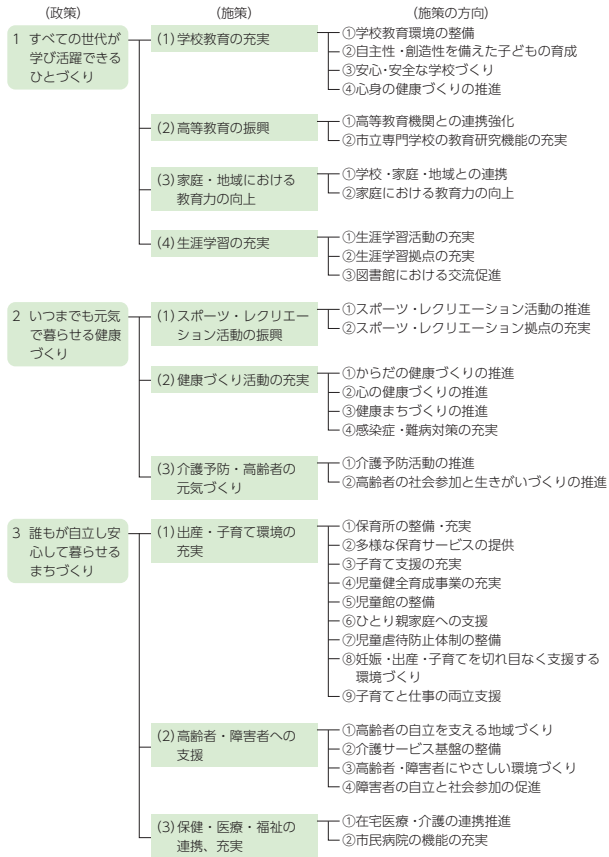 (政策)
(施策)
(施策の方向)
1 すべての世代が
学び活躍できる
ひとづくり
(1)学校教育の充実
①学校教育環境の整備
②自主性・創造性を備えた子どもの育成
③安心・安全な学校づくり
④心身の健康づくりの推進
(2)高等教育の振興
①高等教育機関との連携強化
②市立専門学校の教育研究機能の充実
(3)家庭・地域における
教育力の向上
①学校・家庭・地域との連携
②家庭における教育力の向上
(4)生涯学習の充実
①生涯学習活動の充実
②生涯学習拠点の充実
③図書館における交流促進
2 いつまでも元気
で暮らせる健康
づくり
(1)スポーツ・レクリエー
ション活動の振興
①スポーツ・レクリエーション活動の推進
②スポーツ・レクリエーション拠点の充実
(2)健康づくり活動の充実
①からだの健康づくりの推進
②心の健康づくりの推進
③健康まちづくりの推進
④感染症・難病対策の充実
(3)介護予防・高齢者の
元気づくり
①介護予防活動の推進
②高齢者の社会参加と生きがいづくりの推進
3 誰もが自立し安
心して暮らせる
まちづくり
(1)出産・子育て環境の
充実
①保育所の整備・充実
②多様な保育サービスの提供
③子育て支援の充実
④児童健全育成事業の充実
⑤児童館の整備
⑥ひとり親家庭への支援
⑦児童虐待防止体制の整備
⑧妊娠・出産・子育てを切れ目なく支援する
環境づくり
⑨子育てと仕事の両立支援
(2)高齢者・障害者への
支援
①高齢者の自立を支える地域づくり
②介護サービス基盤の整備
③高齢者・障害者にやさしい環境づくり
④障害者の自立と社会参加の促進
(3)保健・医療・福祉の
連携、充実
①在宅医療・介護の連携推進
②市民病院の機能の充実